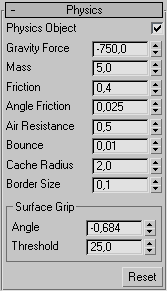 - Physics
Physics Object
Gravity Force -750,0
Mass 5,0
Friction 0,4
Angle Friction 0,025
Air Resistance 0,5
Bounce 0,01
Cache Radius 2,0
Border Size 0,1
Surface Grip
Angle -0,684
Threshold 25,0
Reset